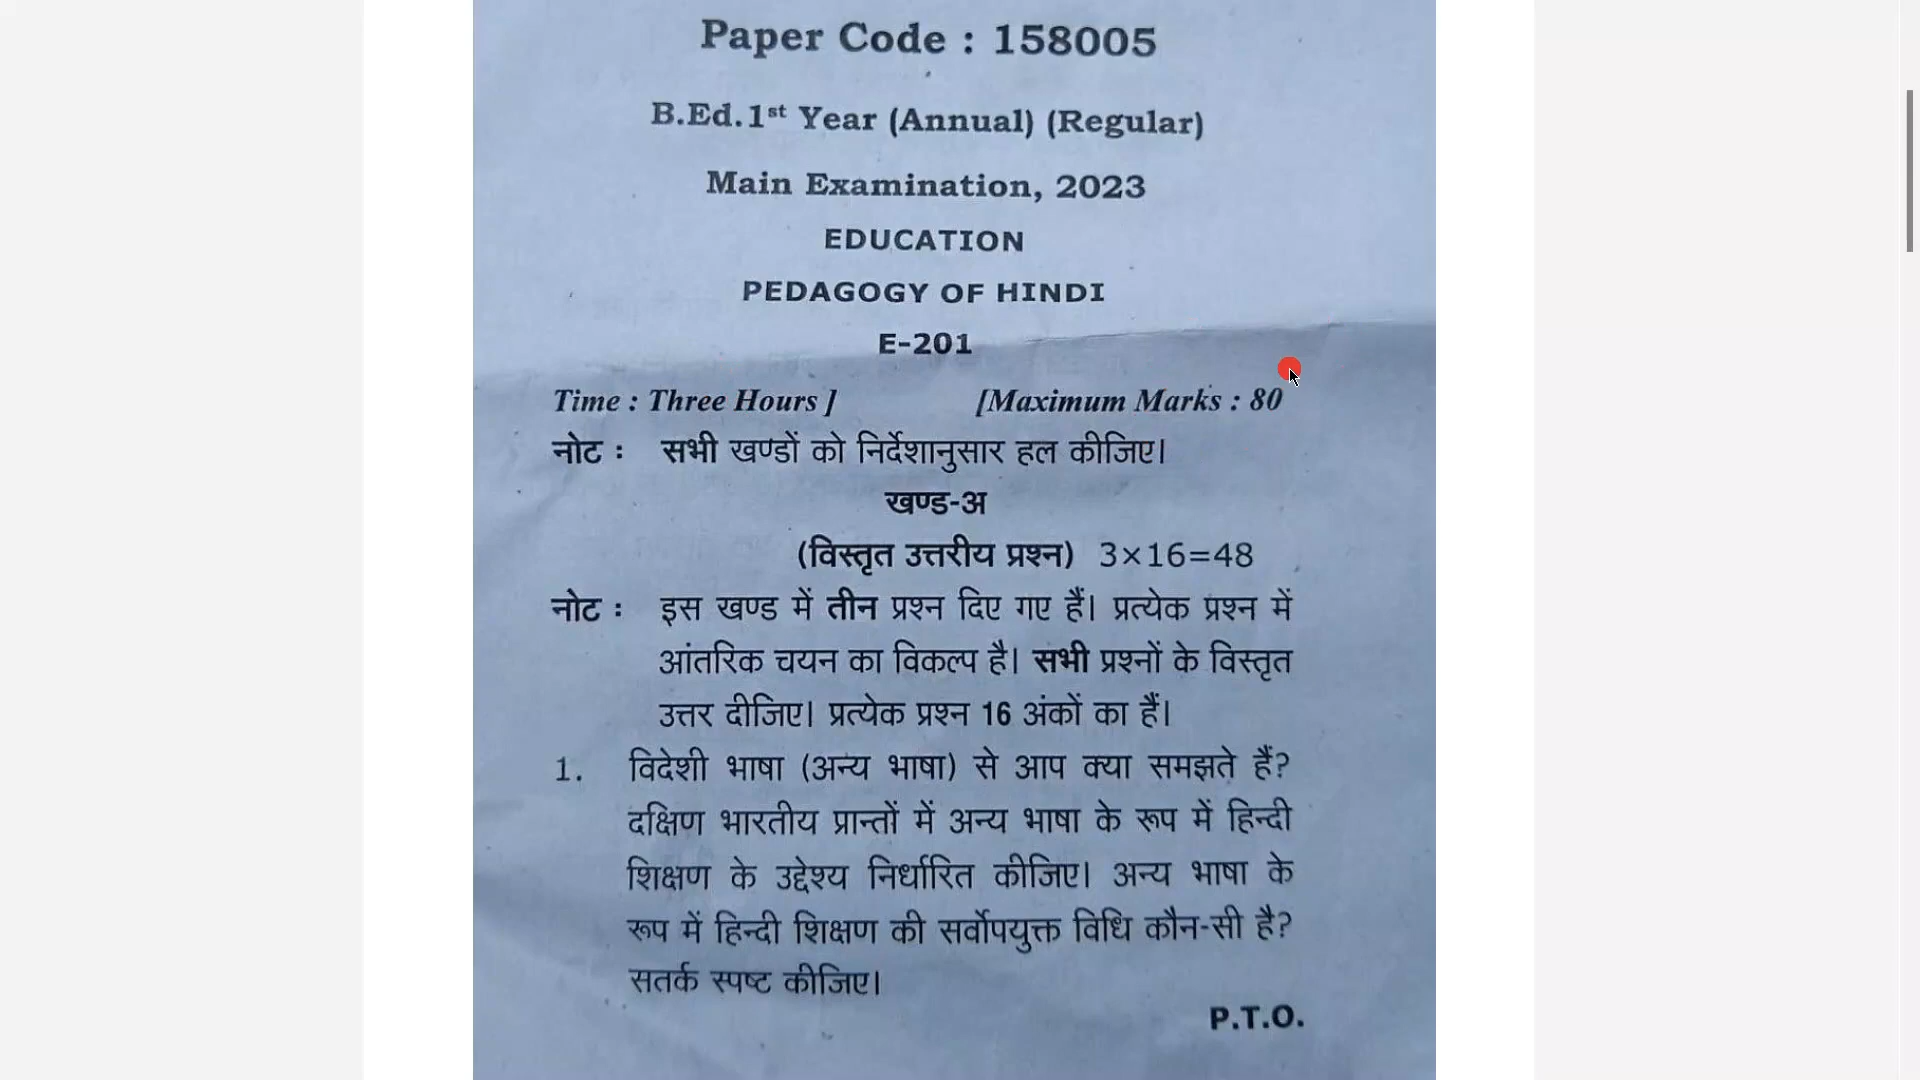 Paper Code : 158005
B.Ed.1st Year (Annual) (Regular)
Main Examination, 2023
EDUCATION
PEDAGOGY OF HINDI
E-201
Time : Three Hours ] [Maximum Marks : 80
नोट : सभी खण्डों को निर्देशानुसार हल कीजिए।
खण्ड-अ
(विस्तृत उत्तरीय प्रश्न) 3×16=48
नोट : इस खण्ड में तीन प्रश्न दिए गए हैं। प्रत्येक प्रश्न में
आंतरिक चयन का विकल्प है। सभी प्रश्नों के विस्तृत
उत्तर दीजिए। प्रत्येक प्रश्न 16 अंकों का हैं।
1. विदेशी भाषा (अन्य भाषा) से आप क्या समझते हैं?
दक्षिण भारतीय प्रान्तों में अन्य भाषा के रूप में हिन्दी
शिक्षण के उद्देश्य निर्धारित कीजिए। अन्य भाषा के
रूप में हिन्दी शिक्षण की सर्वोपयुक्त विधि कौन-सी है?
सतर्क स्पष्ट कीजिए।
P.T.O.